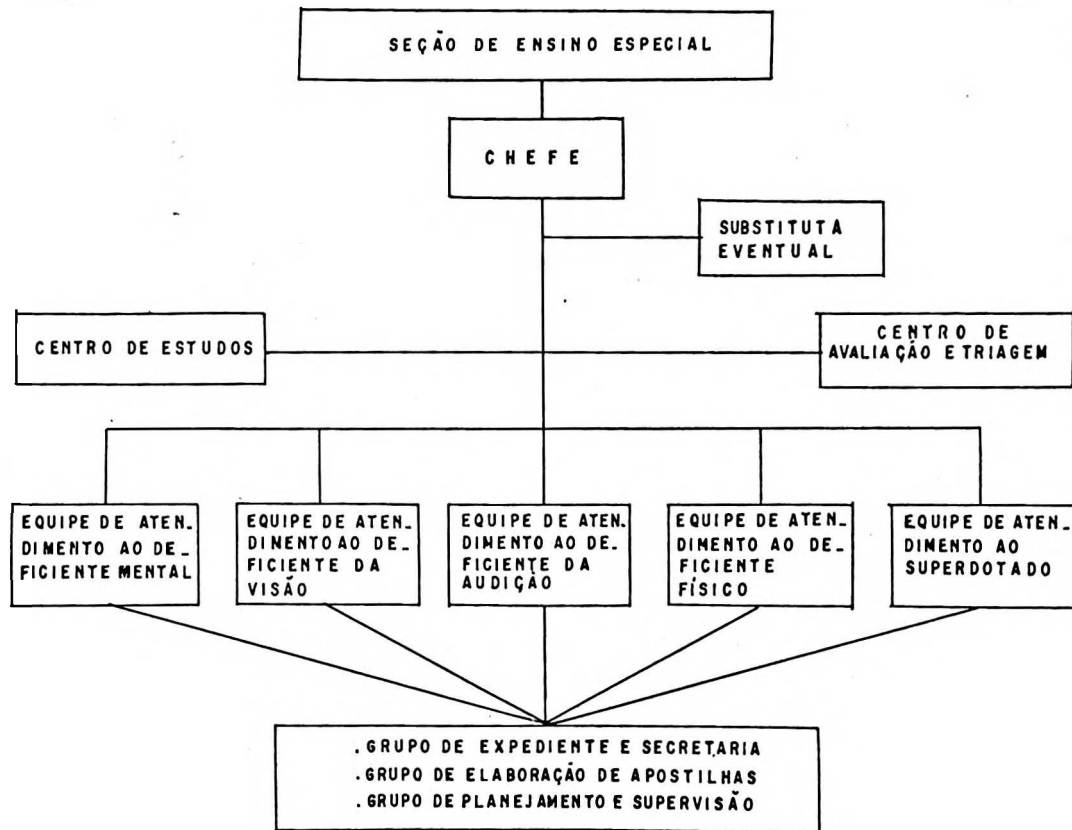 SEÇÃO DE ENSINO ESPECIAL
CHEFE
SUBSTITUTA
EVENTUAL
CENTRO DE ESTUDOS
CENTRO DE
AVALIAÇÃO E TRIAGEM
EQUIPE DE ATEN_
DIMENTO AO DE_
FICIENTE MENTAL
EQUIPE DE ATEN_
DIMENTO AO DE_
FICIENTE DA
VISÃO
EQUIPE DE ATEN_
DIMENTO AO DE_
FICIENTE DA
AUDIÇÃO
EQUIPE DE ATEN_
DIMENTO AO DE_
FICIENTE
FÍSICO
EQUIPE DE ATEN_
DIMENTO AO
SUPERDOTADO
.GRUPO DE EXPEDIENTE E SECRETARIA
.GRUPO DE ELABORAÇÃO DE APOSTILHAS
.GRUPO DE PLANEJAMENTO E SUPERVISÃO